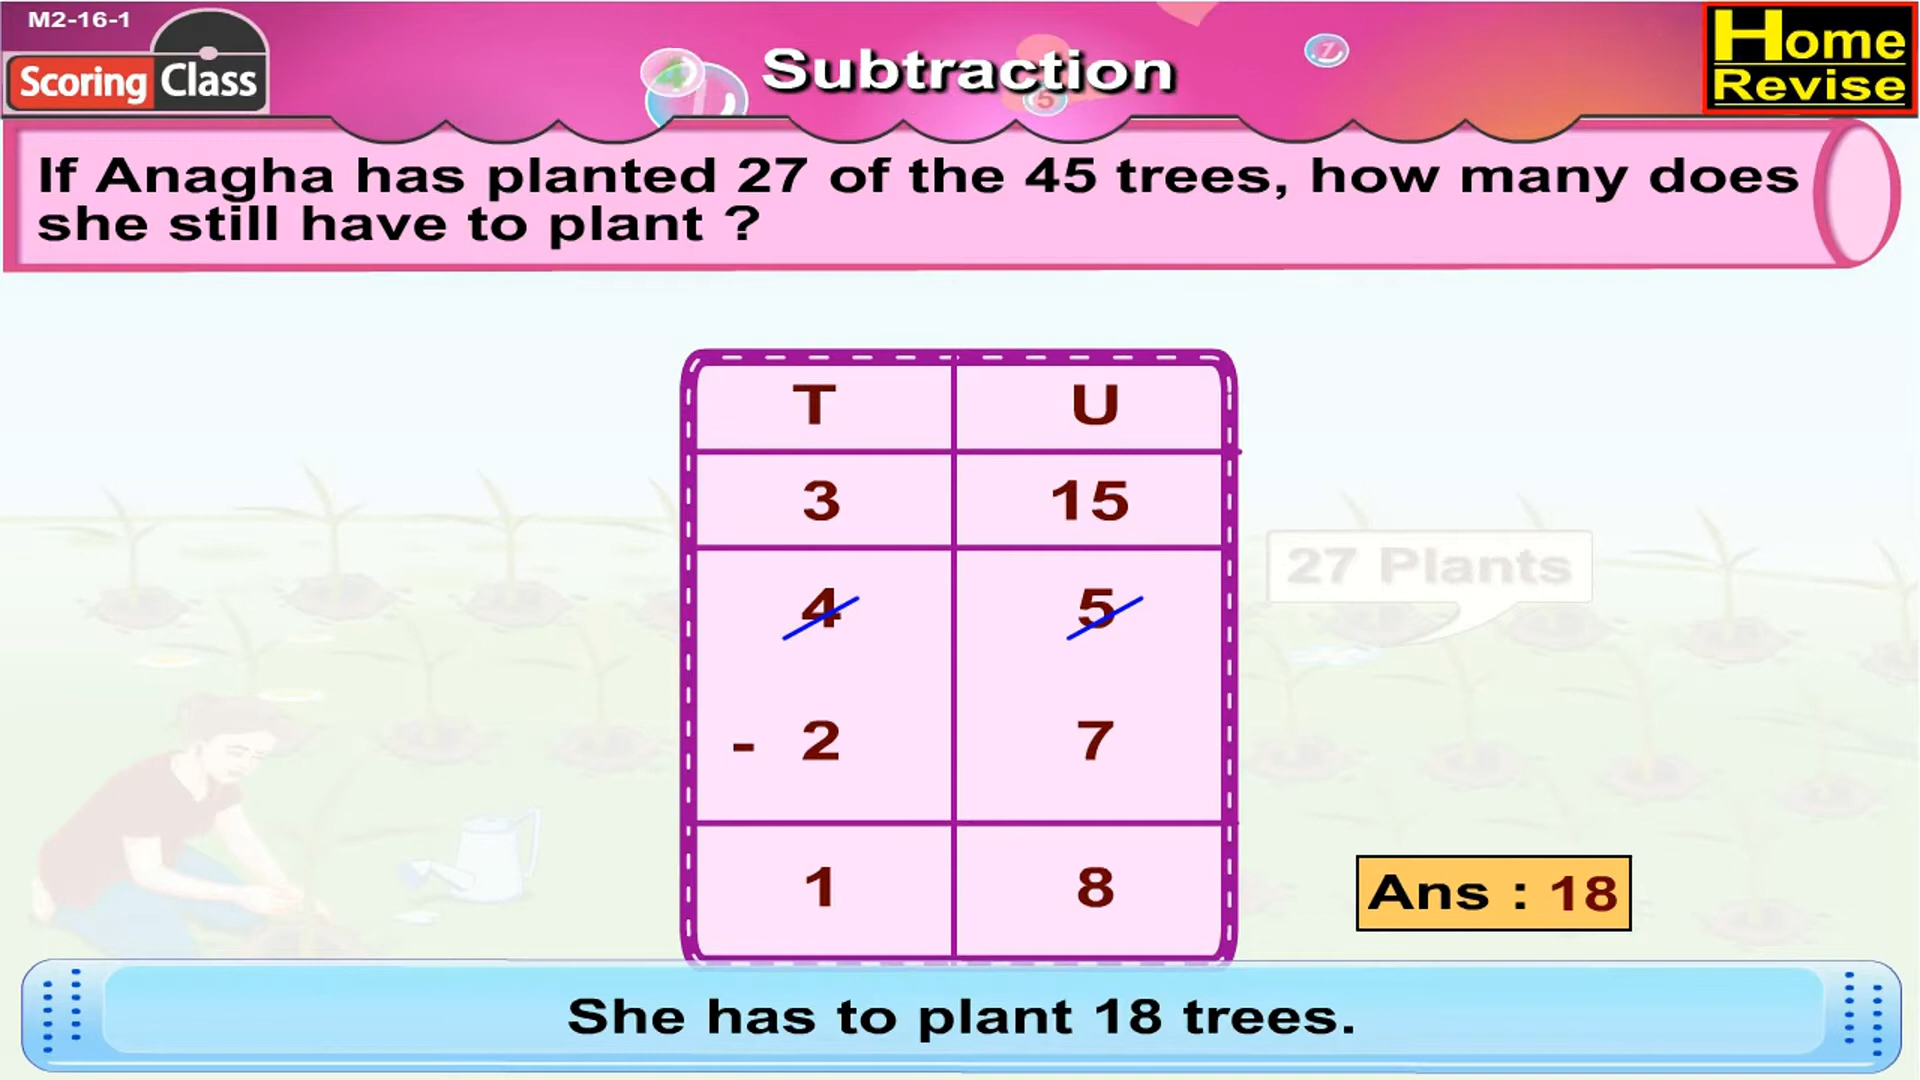 M2-16-1
Scoring Class
Subtraction
Home
Revise
If Anagha has planted 27 of the 45 trees, how many does
she still have to plant ?
T U
3 15
4 5
- 2 7
1 8
27 Plants
Ans : 18
She has to plant 18 trees.